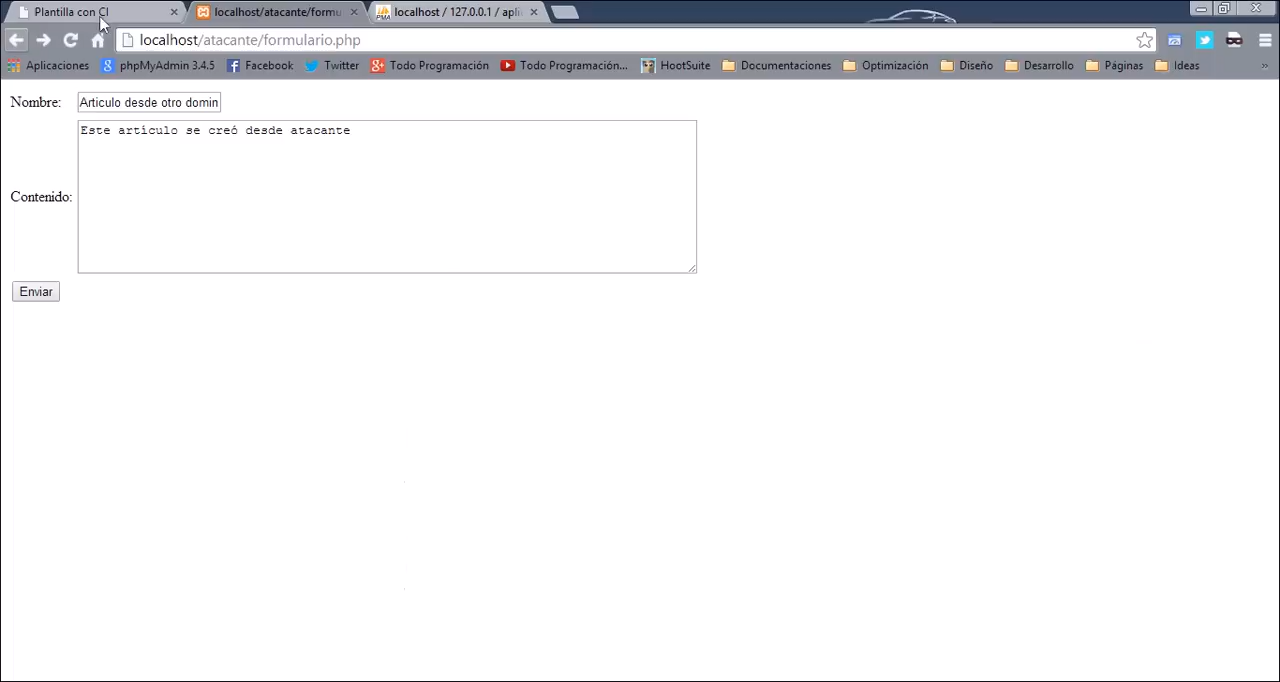 Plantilla con CI
localhost/atacante/formu
localhost / 127.0.0.1 / apli
localhost/atacante/formulario.php
Aplicaciones phpMyAdmin 3.4.5 Facebook Twitter Todo Programación Todo Programación... HootSuite Documentaciones Optimización Diseño Desarrollo Páginas Ideas »
Nombre: Articulo desde otro domin
Este artículo se creó desde atacante
Contenido:
Enviar